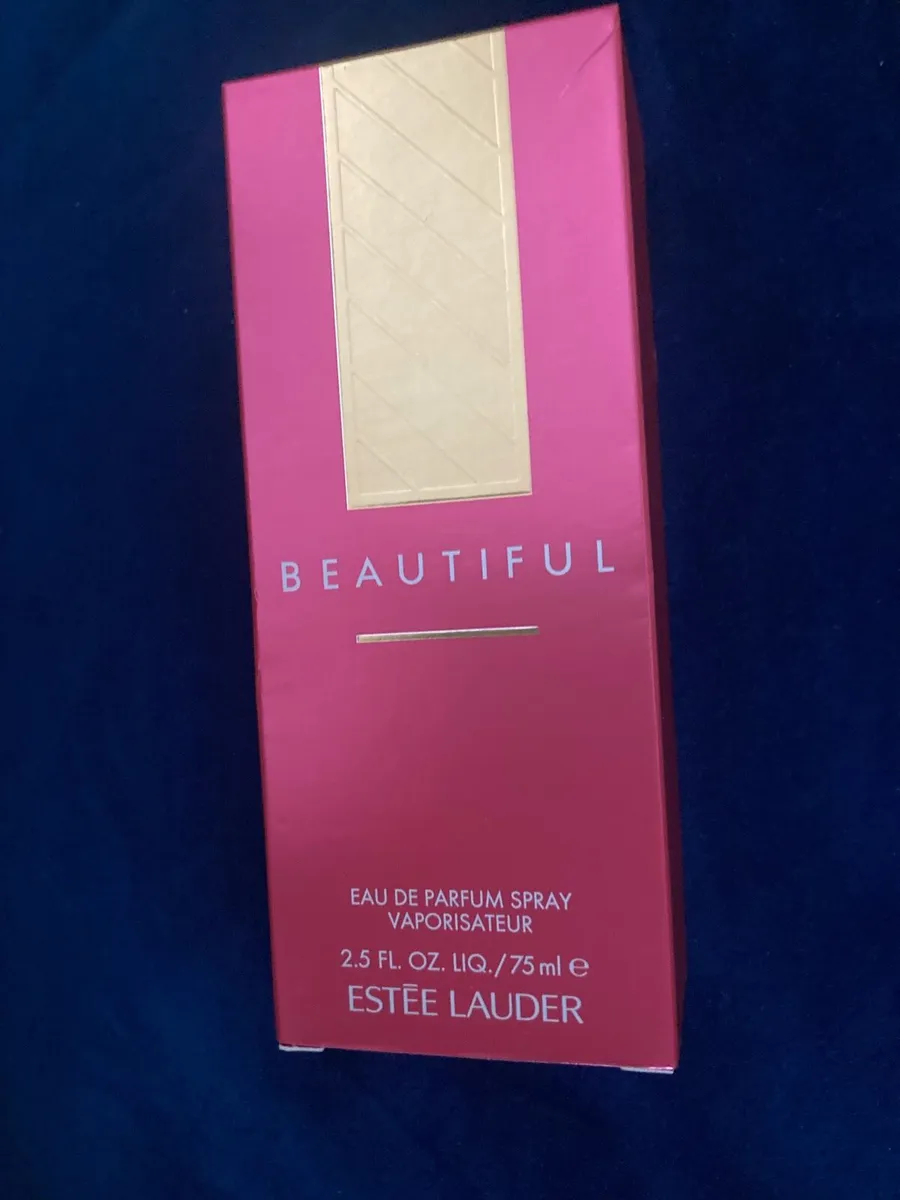 BEAUTIFUL
EAU DE PARFUM SPRAY
VAPORISATEUR
2.5 FL. OZ. LIQ./75 ml ℮
ESTĒE LAUDER